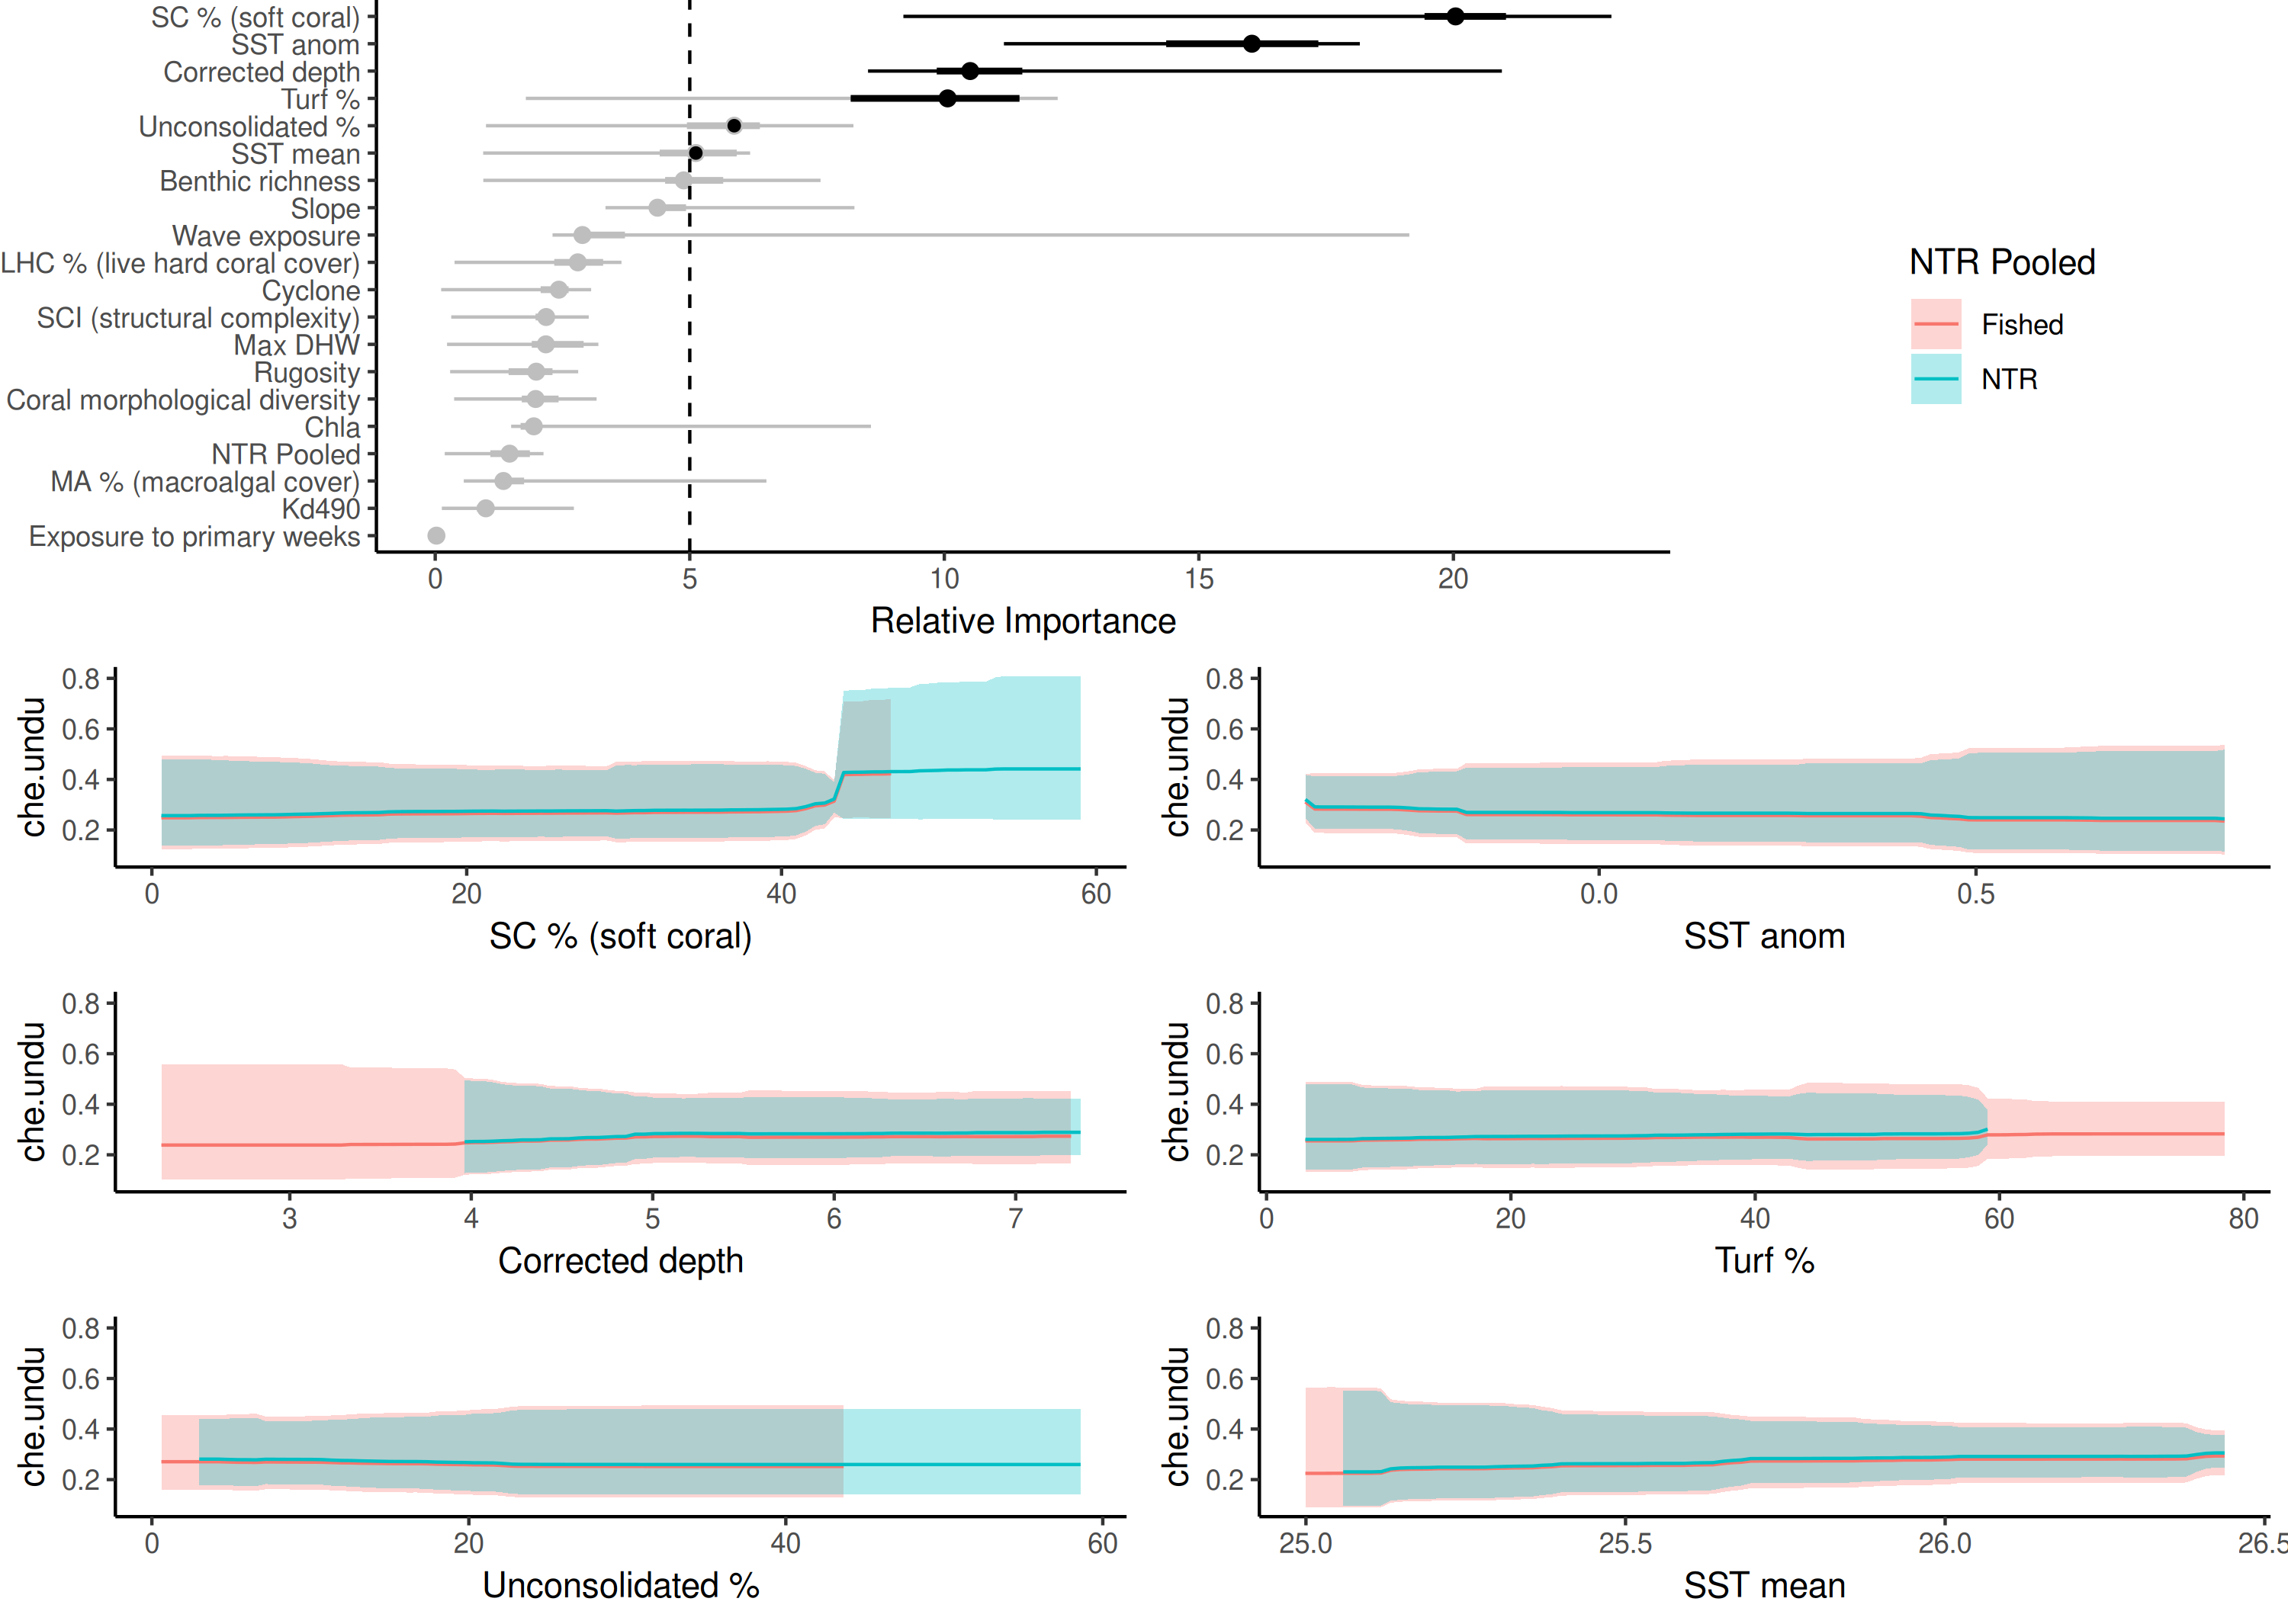 SC % (soft coral)
SST anom
Corrected depth
Turf %
Unconsolidated %
SST mean
Benthic richness
Slope
Wave exposure
LHC % (live hard coral cover)
Cyclone
SCI (structural complexity)
Max DHW
Rugosity
Coral morphological diversity
Chla
NTR Pooled
MA % (macroalgal cover)
Kd490
Exposure to primary weeks
0 5 10 15 20
Relative Importance
NTR Pooled
Fished
NTR
0.8
0.6
0.4
0.2
che.undu
0 20 40 60
SC % (soft coral)
0.8
0.6
0.4
0.2
che.undu
0.0 0.5
SST anom
0.8
0.6
0.4
0.2
che.undu
3 4 5 6 7
Corrected depth
0.8
0.6
0.4
0.2
che.undu
0 20 40 60 80
Turf %
0.8
0.6
0.4
0.2
che.undu
0 20 40 60
Unconsolidated %
0.8
0.6
0.4
0.2
che.undu
25.0 25.5 26.0 26.5
SST mean